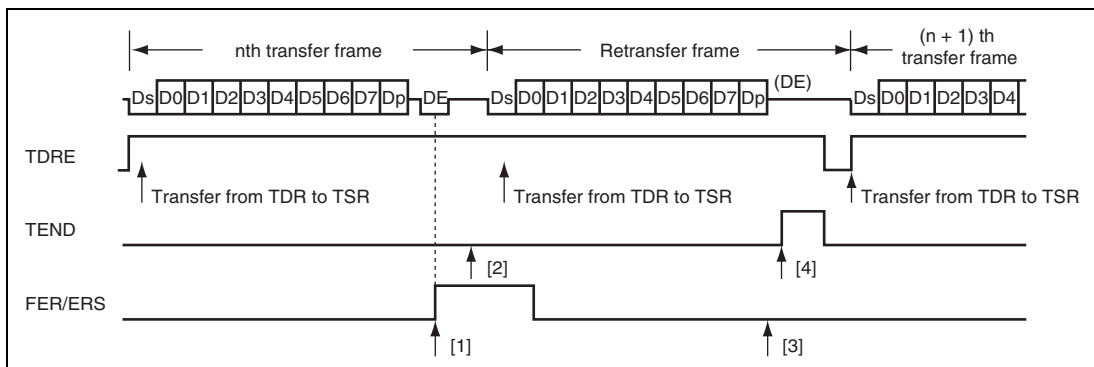 (n + 1) th
nth transfer frame Retransfer frame transfer frame
Ds D0 D1 D2 D3 D4 D5 D6 D7 Dp DE Ds D0 D1 D2 D3 D4 D5 D6 D7 Dp (DE) Ds D0 D1 D2 D3 D4
TDRE
Transfer from TDR to TSR Transfer from TDR to TSR Transfer from TDR to TSR
TEND
[2] [4]
FER/ERS
[1] [3]